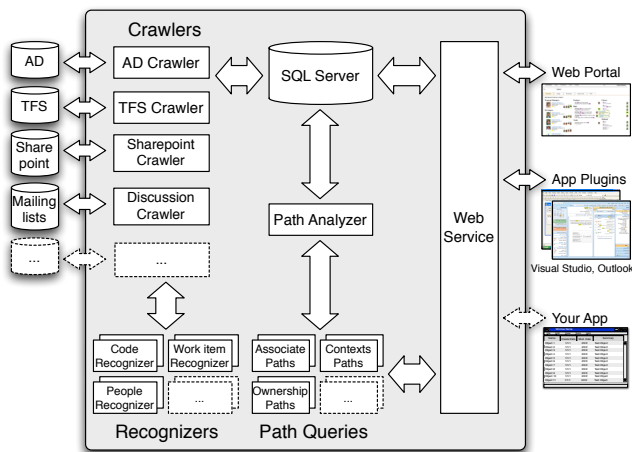 Crawlers
AD
AD Crawler
SQL Server
Web Portal
TFS
TFS Crawler
Share
point
Sharepoint
Crawler
App Plugins
Mailing
lists
Discussion
Crawler
Path Analyzer
Web
Service
...
...
Visual Studio, Outlook
Your App
Code
Recognizer
Work item
Recognizer
Associate
Paths
Contexts
Paths
People
Recognizer
...
Ownership
Paths
...
Recognizers
Path Queries